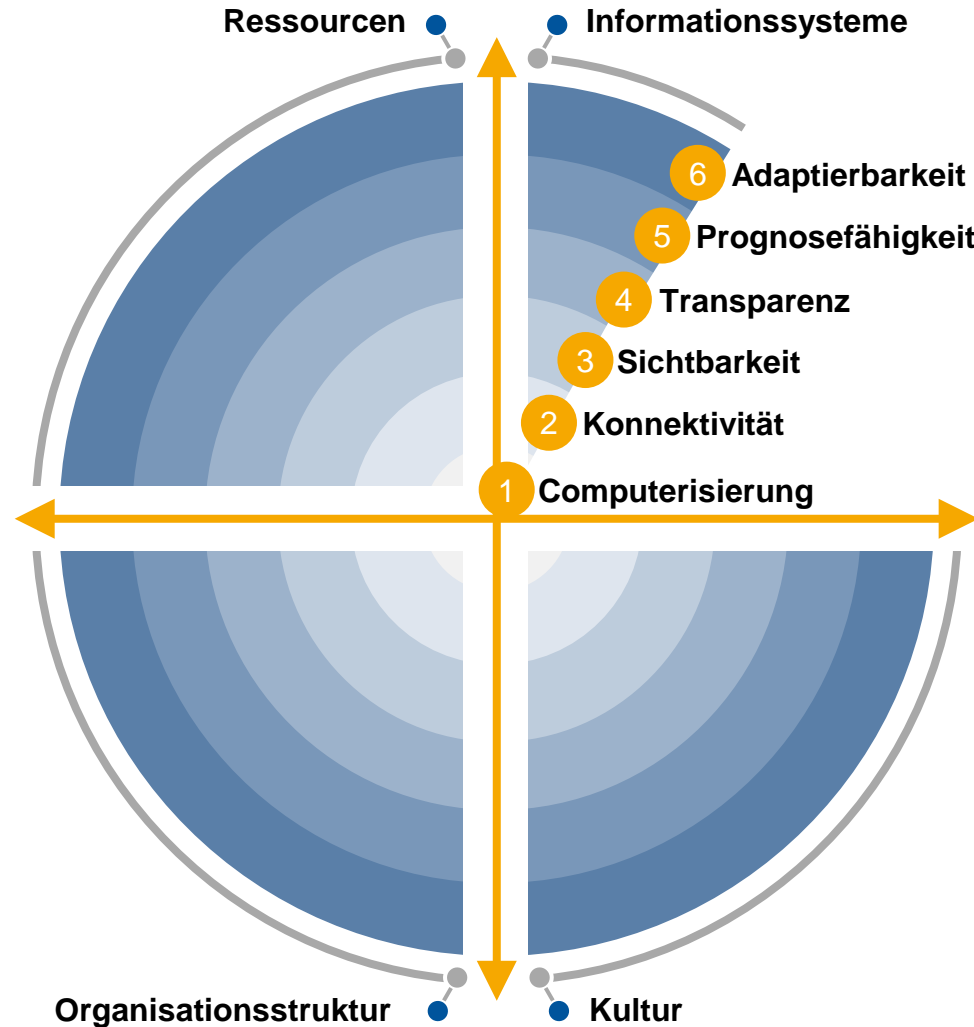 Ressourcen
Informationssysteme
6 Adaptierbarkeit
5 Prognosefähigkeit
4 Transparenz
3 Sichtbarkeit
2 Konnektivität
1 Computerisierung
Organisationsstruktur
Kultur